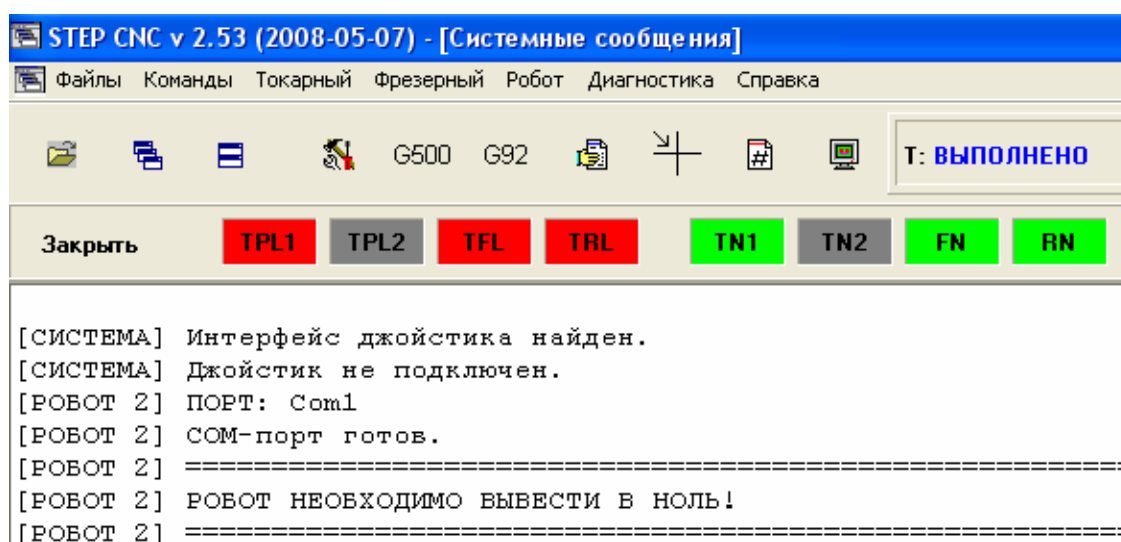 STEP CNC v 2.53 (2008-05-07) - [Системные сообщения]
Файлы Команды Токарный Фрезерный Робот Диагностика Справка
G500 G92 # T: ВЫПОЛНЕНО
Закрыть TPL1 TPL2 TFL TRL TN1 TN2 FN RN
[СИСТЕМА] Интерфейс джойстика найден.
[СИСТЕМА] Джойстик не подключен.
[РОБОТ 2] ПОРТ: Com1
[РОБОТ 2] COM-порт готов.
[РОБОТ 2] ======================================================
[РОБОТ 2] РОБОТ НЕОБХОДИМО ВЫВЕСТИ В НОЛЬ!
[РОБОТ 2] ======================================================